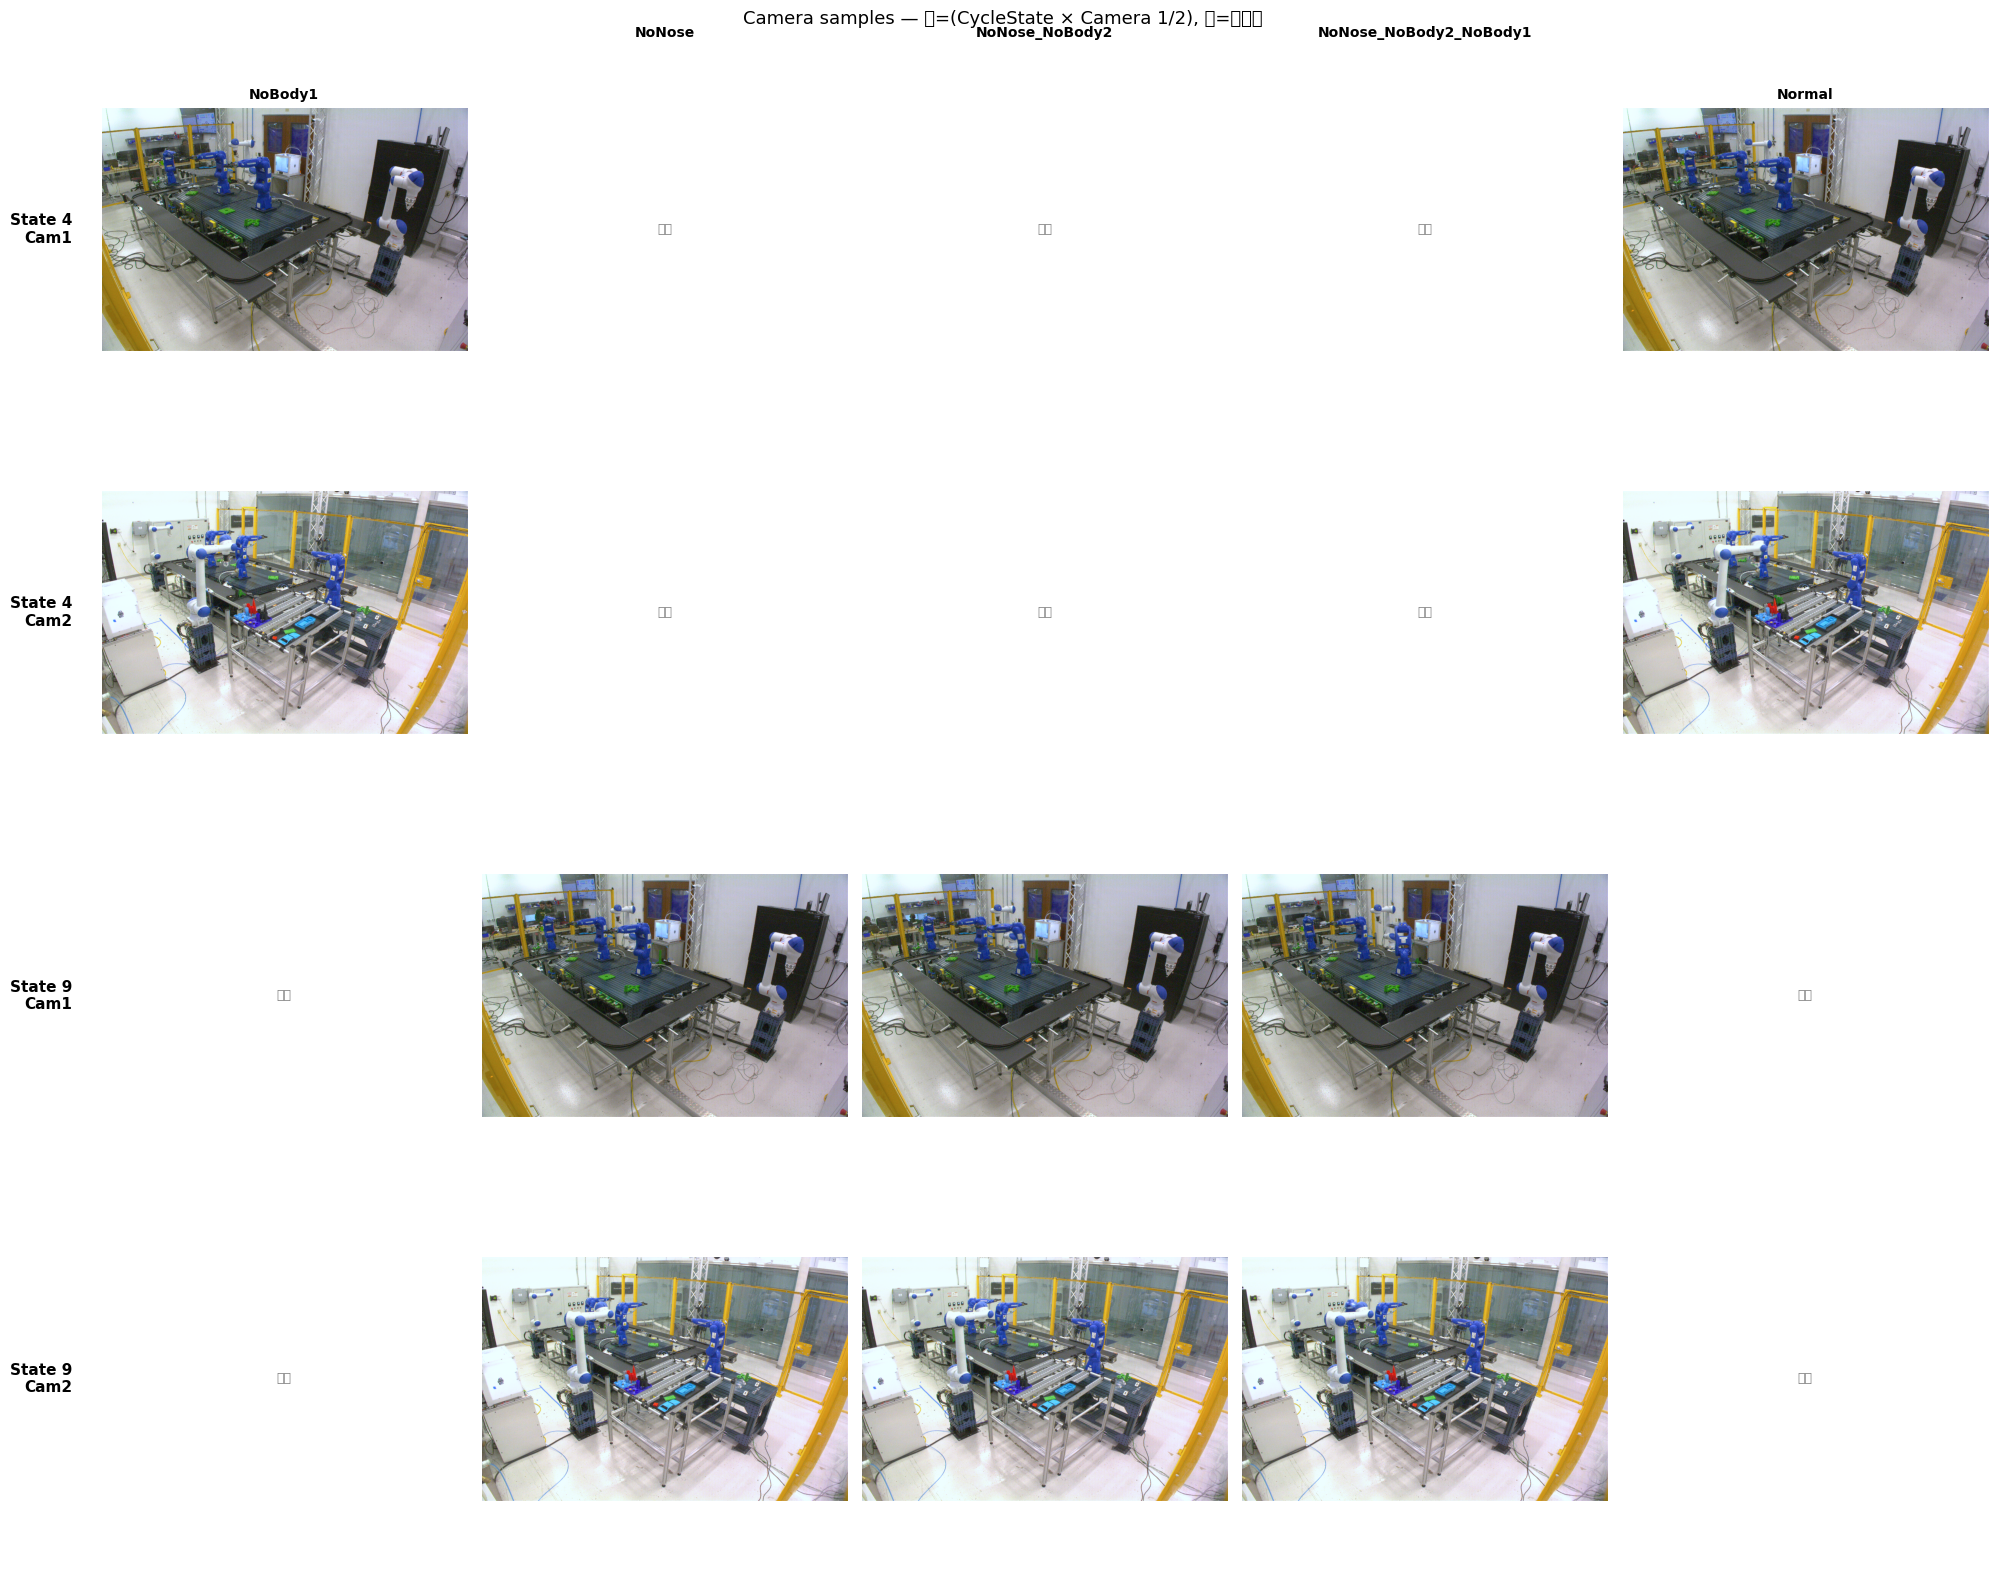 Camera samples — 󠀠=(CycleState × Camera 1/2), =
NoNose NoNose_NoBody2 NoNose_NoBody2_NoBody1
NoBody1 Normal
State 4
Cam1
State 4
Cam2
State 9
Cam1
State 9
Cam2